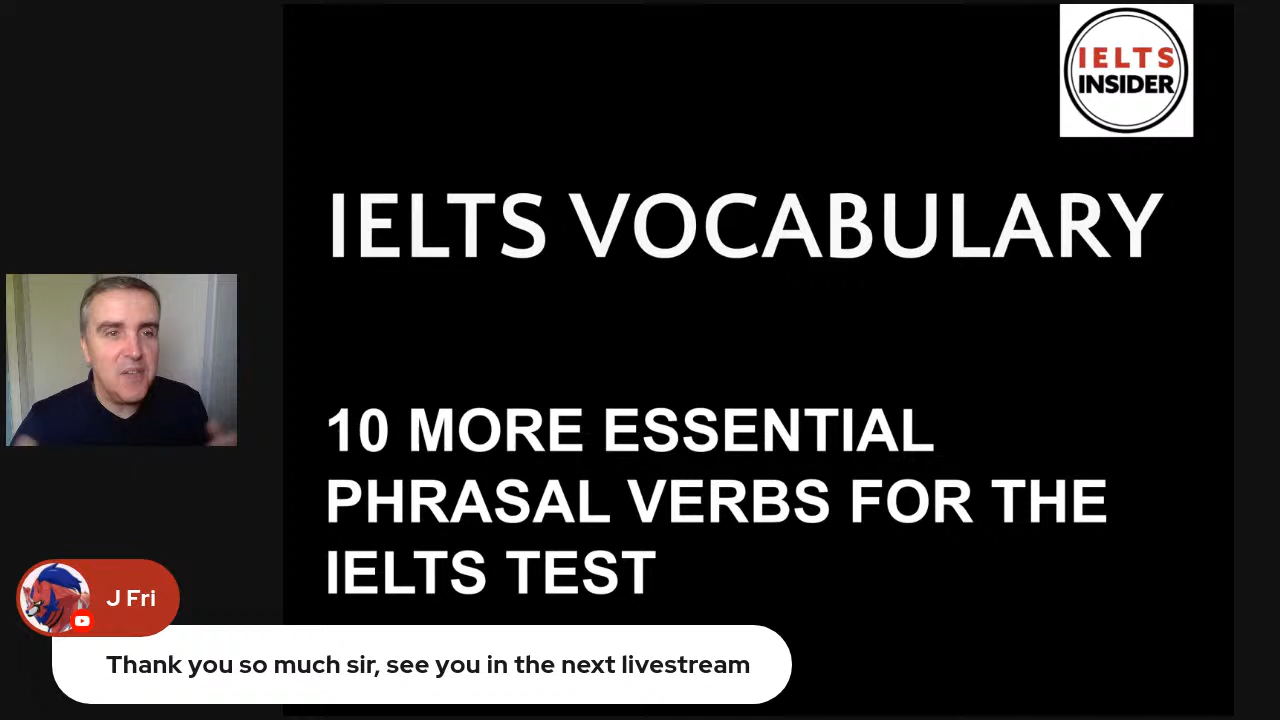 IELTS
INSIDER
IELTS VOCABULARY
10 MORE ESSENTIAL
PHRASAL VERBS FOR THE
IELTS TEST
J Fri
Thank you so much sir, see you in the next livestream